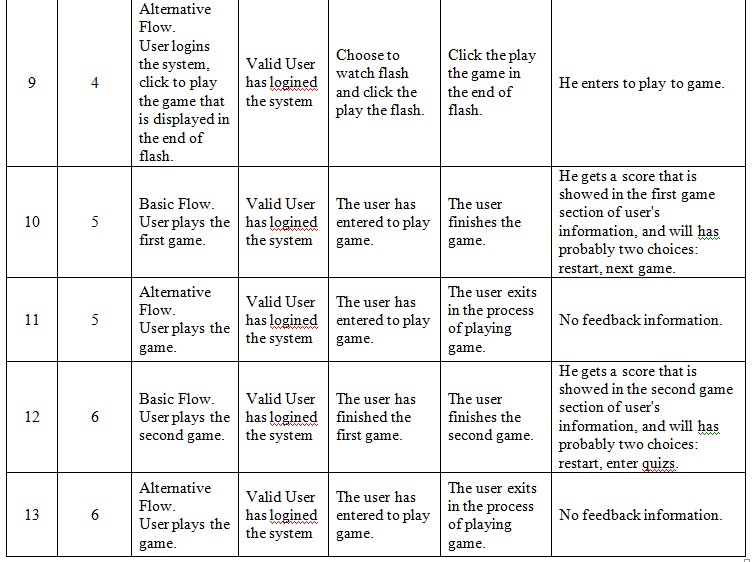 9
4
Alternative
Flow.
User logins
the system,
click to play
the game that
is displayed in
the end of
flash.
Valid User
has logined
the system
Choose to
watch flash
and click the
play the flash.
Click the play
the game in
the end of
flash.
He enters to play to game.
10
5
Basic Flow.
User plays the
first game.
Valid User
has logined
the system
The user has
entered to play
game.
The user
finishes the
game.
He gets a score that is
showed in the first game
section of user's
information, and will has
probably two choices:
restart, next game.
11
5
Alternative
Flow.
User plays the
game.
Valid User
has logined
the system
The user has
entered to play
game.
The user exits
in the process
of playing
game.
No feedback information.
12
6
Basic Flow.
User plays the
second game.
Valid User
has logined
the system
The user has
finished the
first game.
The user
finishes the
second game.
He gets a score that is
showed in the second game
section of user's
information, and will has
probably two choices:
restart, enter quizs.
13
6
Alternative
Flow.
User plays the
game.
Valid User
has logined
the system
The user has
entered to play
game.
The user exits
in the process
of playing
game.
No feedback information.